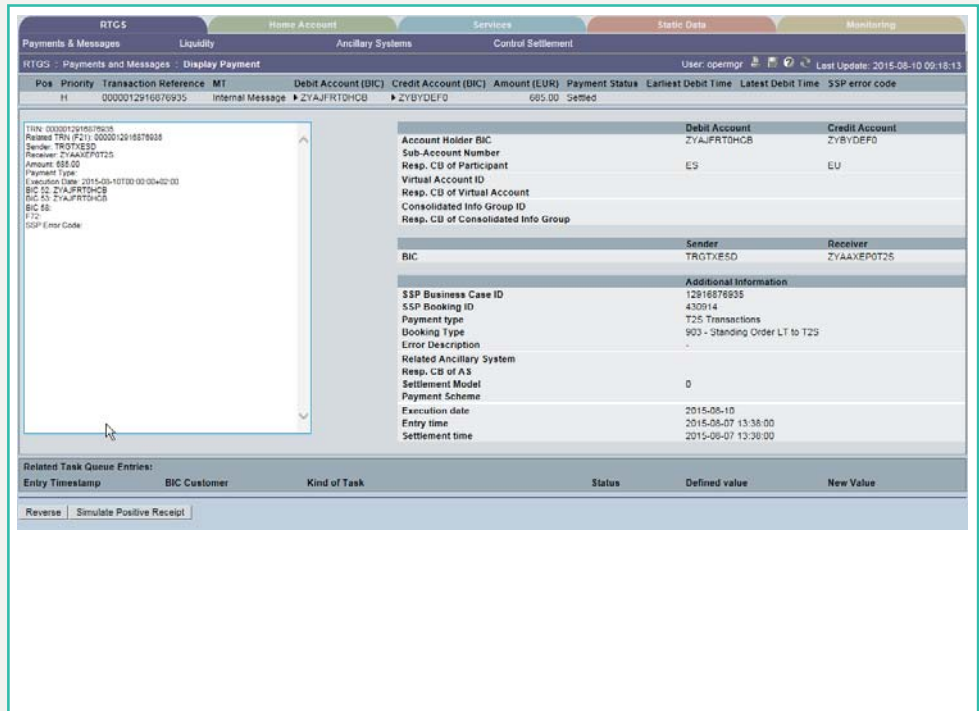 RTGS Home Account Services Static Data Monitoring
Payments & Messages Liquidity Ancillary Systems Control Settlement
RTGS : Payments and Messages : Display Payment User: opermgr Last Update: 2015-08-10 09:18:13
Pos Priority Transaction Reference MT Debit Account (BIC) Credit Account (BIC) Amount (EUR) Payment Status Earliest Debit Time Latest Debit Time SSP error code
H 0000012916876935 Internal Message ZYAJFRT0HCB ZYBYDEF0 685.00 Settled
TRN: 0000012916876935
Related TRN (F21): 0000012916876935
Sender: TRGTXESD
Receiver: ZYAAXEP0T2S
Amount: 685.00
Payment Type:
Execution Date: 2015-08-10T00:00:00+02:00
BIC 52: ZYAJFRT0HCB
BIC 53: ZYAJFRT0HCB
BIC 58:
F72:
SSP Error Code:
Debit Account Credit Account
Account Holder BIC ZYAJFRT0HCB ZYBYDEF0
Sub-Account Number
Resp. CB of Participant ES EU
Virtual Account ID
Resp. CB of Virtual Account
Consolidated Info Group ID
Resp. CB of Consolidated Info Group
Sender Receiver
BIC TRGTXESD ZYAAXEP0T2S
Additional Information
SSP Business Case ID 12916876935
SSP Booking ID 430914
Payment type T2S Transactions
Booking Type 903 - Standing Order LT to T2S
Error Description -
Related Ancillary System
Resp. CB of AS
Settlement Model 0
Payment Scheme
Execution date 2015-08-10
Entry time 2015-08-07 13:38:00
Settlement time 2015-08-07 13:38:00
Related Task Queue Entries:
Entry Timestamp BIC Customer Kind of Task Status Defined value New Value
Reverse Simulate Positive Receipt